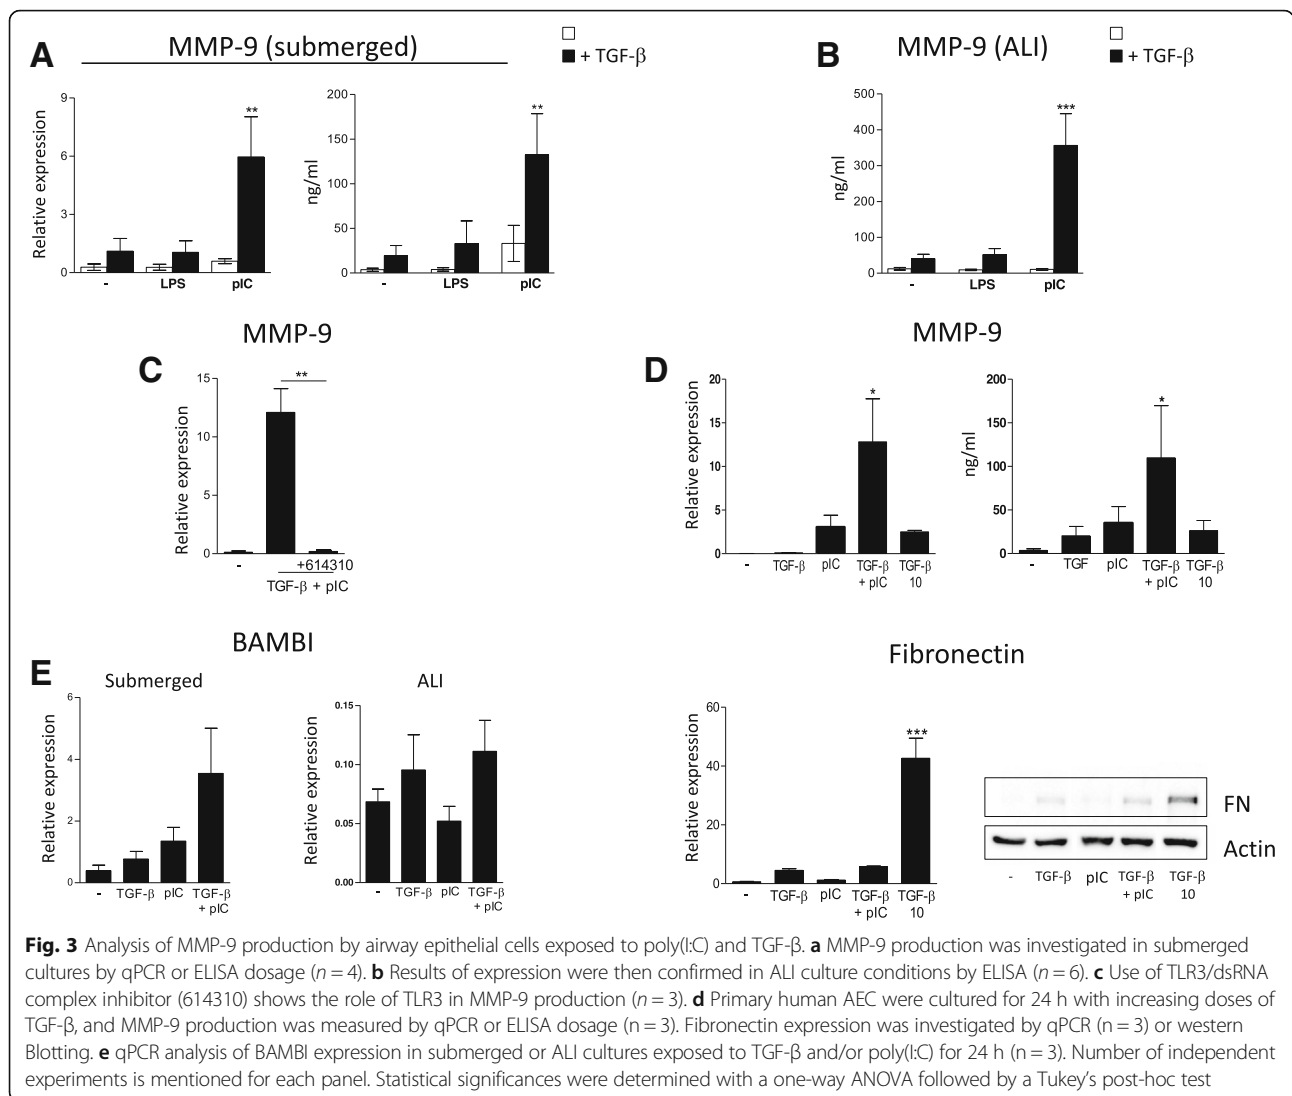 A
MMP-9 (submerged)
+ TGF-β
B
MMP-9 (ALI)
+ TGF-β
Relative expression
9
6
3
0
**
- LPS pIC
ng/ml
200
150
100
50
0
**
- LPS pIC
ng/ml
500
400
300
200
100
0
***
- LPS pIC
MMP-9
C
Relative expression
15
10
5
0
**
-
+614310
TGF-β + pIC
MMP-9
D
Relative expression
20
15
10
5
0
*
- TGF-β pIC TGF-β + pIC TGF-β 10
ng/ml
200
150
100
50
0
*
- TGF pIC TGF-β + pIC TGF-β 10
BAMBI
E
Submerged
Relative expression
6
4
2
0
- TGF-β pIC TGF-β + pIC
ALI
Relative expression
0.15
0.10
0.05
0.00
- TGF-β pIC TGF-β + pIC
Fibronectin
Relative expression
60
40
20
0
***
- TGF-β pIC TGF-β + pIC TGF-β 10
FN
Actin
- TGF-β pIC TGF-β + pIC TGF-β 10
Fig. 3 Analysis of MMP-9 production by airway epithelial cells exposed to poly(I:C) and TGF-β. a MMP-9 production was investigated in submerged
cultures by qPCR or ELISA dosage (n = 4). b Results of expression were then confirmed in ALI culture conditions by ELISA (n = 6). c Use of TLR3/dsRNA
complex inhibitor (614310) shows the role of TLR3 in MMP-9 production (n = 3). d Primary human AEC were cultured for 24 h with increasing doses of
TGF-β, and MMP-9 production was measured by qPCR or ELISA dosage (n = 3). Fibronectin expression was investigated by qPCR (n = 3) or western
Blotting. e qPCR analysis of BAMBI expression in submerged or ALI cultures exposed to TGF-β and/or poly(I:C) for 24 h (n = 3). Number of independent
experiments is mentioned for each panel. Statistical significances were determined with a one-way ANOVA followed by a Tukey's post-hoc test